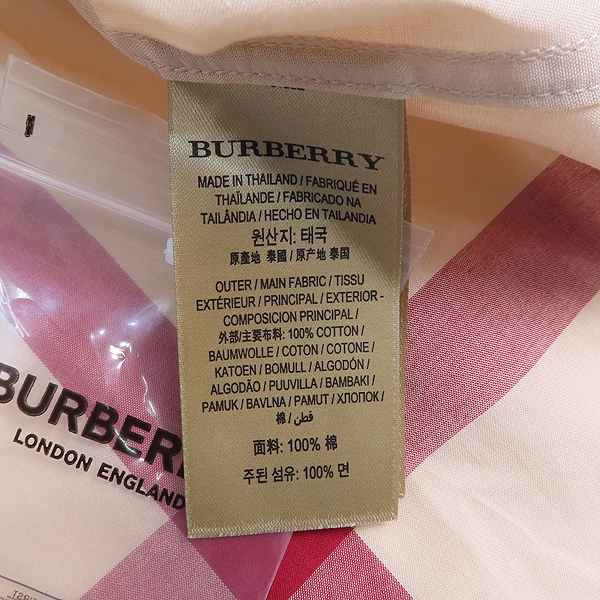 BURBERRY
MADE IN THAILAND / FABRIQUÉ EN
THAÏLANDE / FABRICADO NA
TAILÂNDIA / HECHO EN TAILANDIA
원산지: 태국
原產地 泰國 / 原产地 泰国
OUTER / MAIN FABRIC / TISSU
EXTÉRIEUR / PRINCIPAL / EXTERIOR -
COMPOSICION PRINCIPAL /
外部/主要布料: 100% COTTON /
BAUMWOLLE / COTON / COTONE /
KATOEN / BOMULL / ALGODÓN /
ALGODÃO / PUUVILLA / BAMBAKI /
PAMUK / BAVLNA / PAMUT / ХЛОПОК /
棉 / قطن /
面料: 100% 棉
주된 섬유: 100% 면
BURBER
LONDON ENGLAND